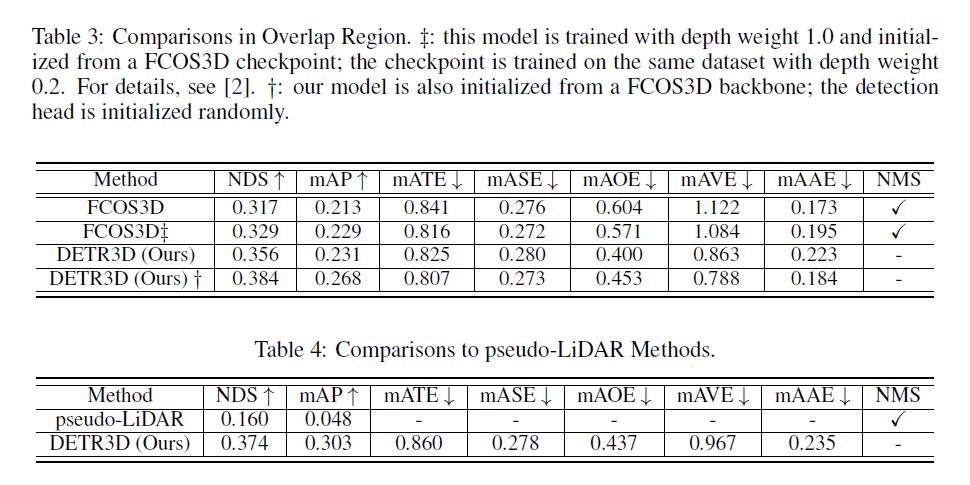 Table 3: Comparisons in Overlap Region. ‡: this model is trained with depth weight 1.0 and initial-
ized from a FCOS3D checkpoint; the checkpoint is trained on the same dataset with depth weight
0.2. For details, see [2]. †: our model is also initialized from a FCOS3D backbone; the detection
head is initialized randomly.
Method NDS ↑ mAP ↑ mATE ↓ mASE ↓ mAOE ↓ mAVE ↓ mAAE ↓ NMS
FCOS3D 0.317 0.213 0.841 0.276 0.604 1.122 0.173 ✓
FCOS3D‡ 0.329 0.229 0.816 0.272 0.571 1.084 0.195 ✓
DETR3D (Ours) 0.356 0.231 0.825 0.280 0.400 0.863 0.223 -
DETR3D (Ours) † 0.384 0.268 0.807 0.273 0.453 0.788 0.184 -
Table 4: Comparisons to pseudo-LiDAR Methods.
Method NDS ↑ mAP ↑ mATE ↓ mASE ↓ mAOE ↓ mAVE ↓ mAAE ↓ NMS
pseudo-LiDAR 0.160 0.048 - - - - - ✓
DETR3D (Ours) 0.374 0.303 0.860 0.278 0.437 0.967 0.235 -